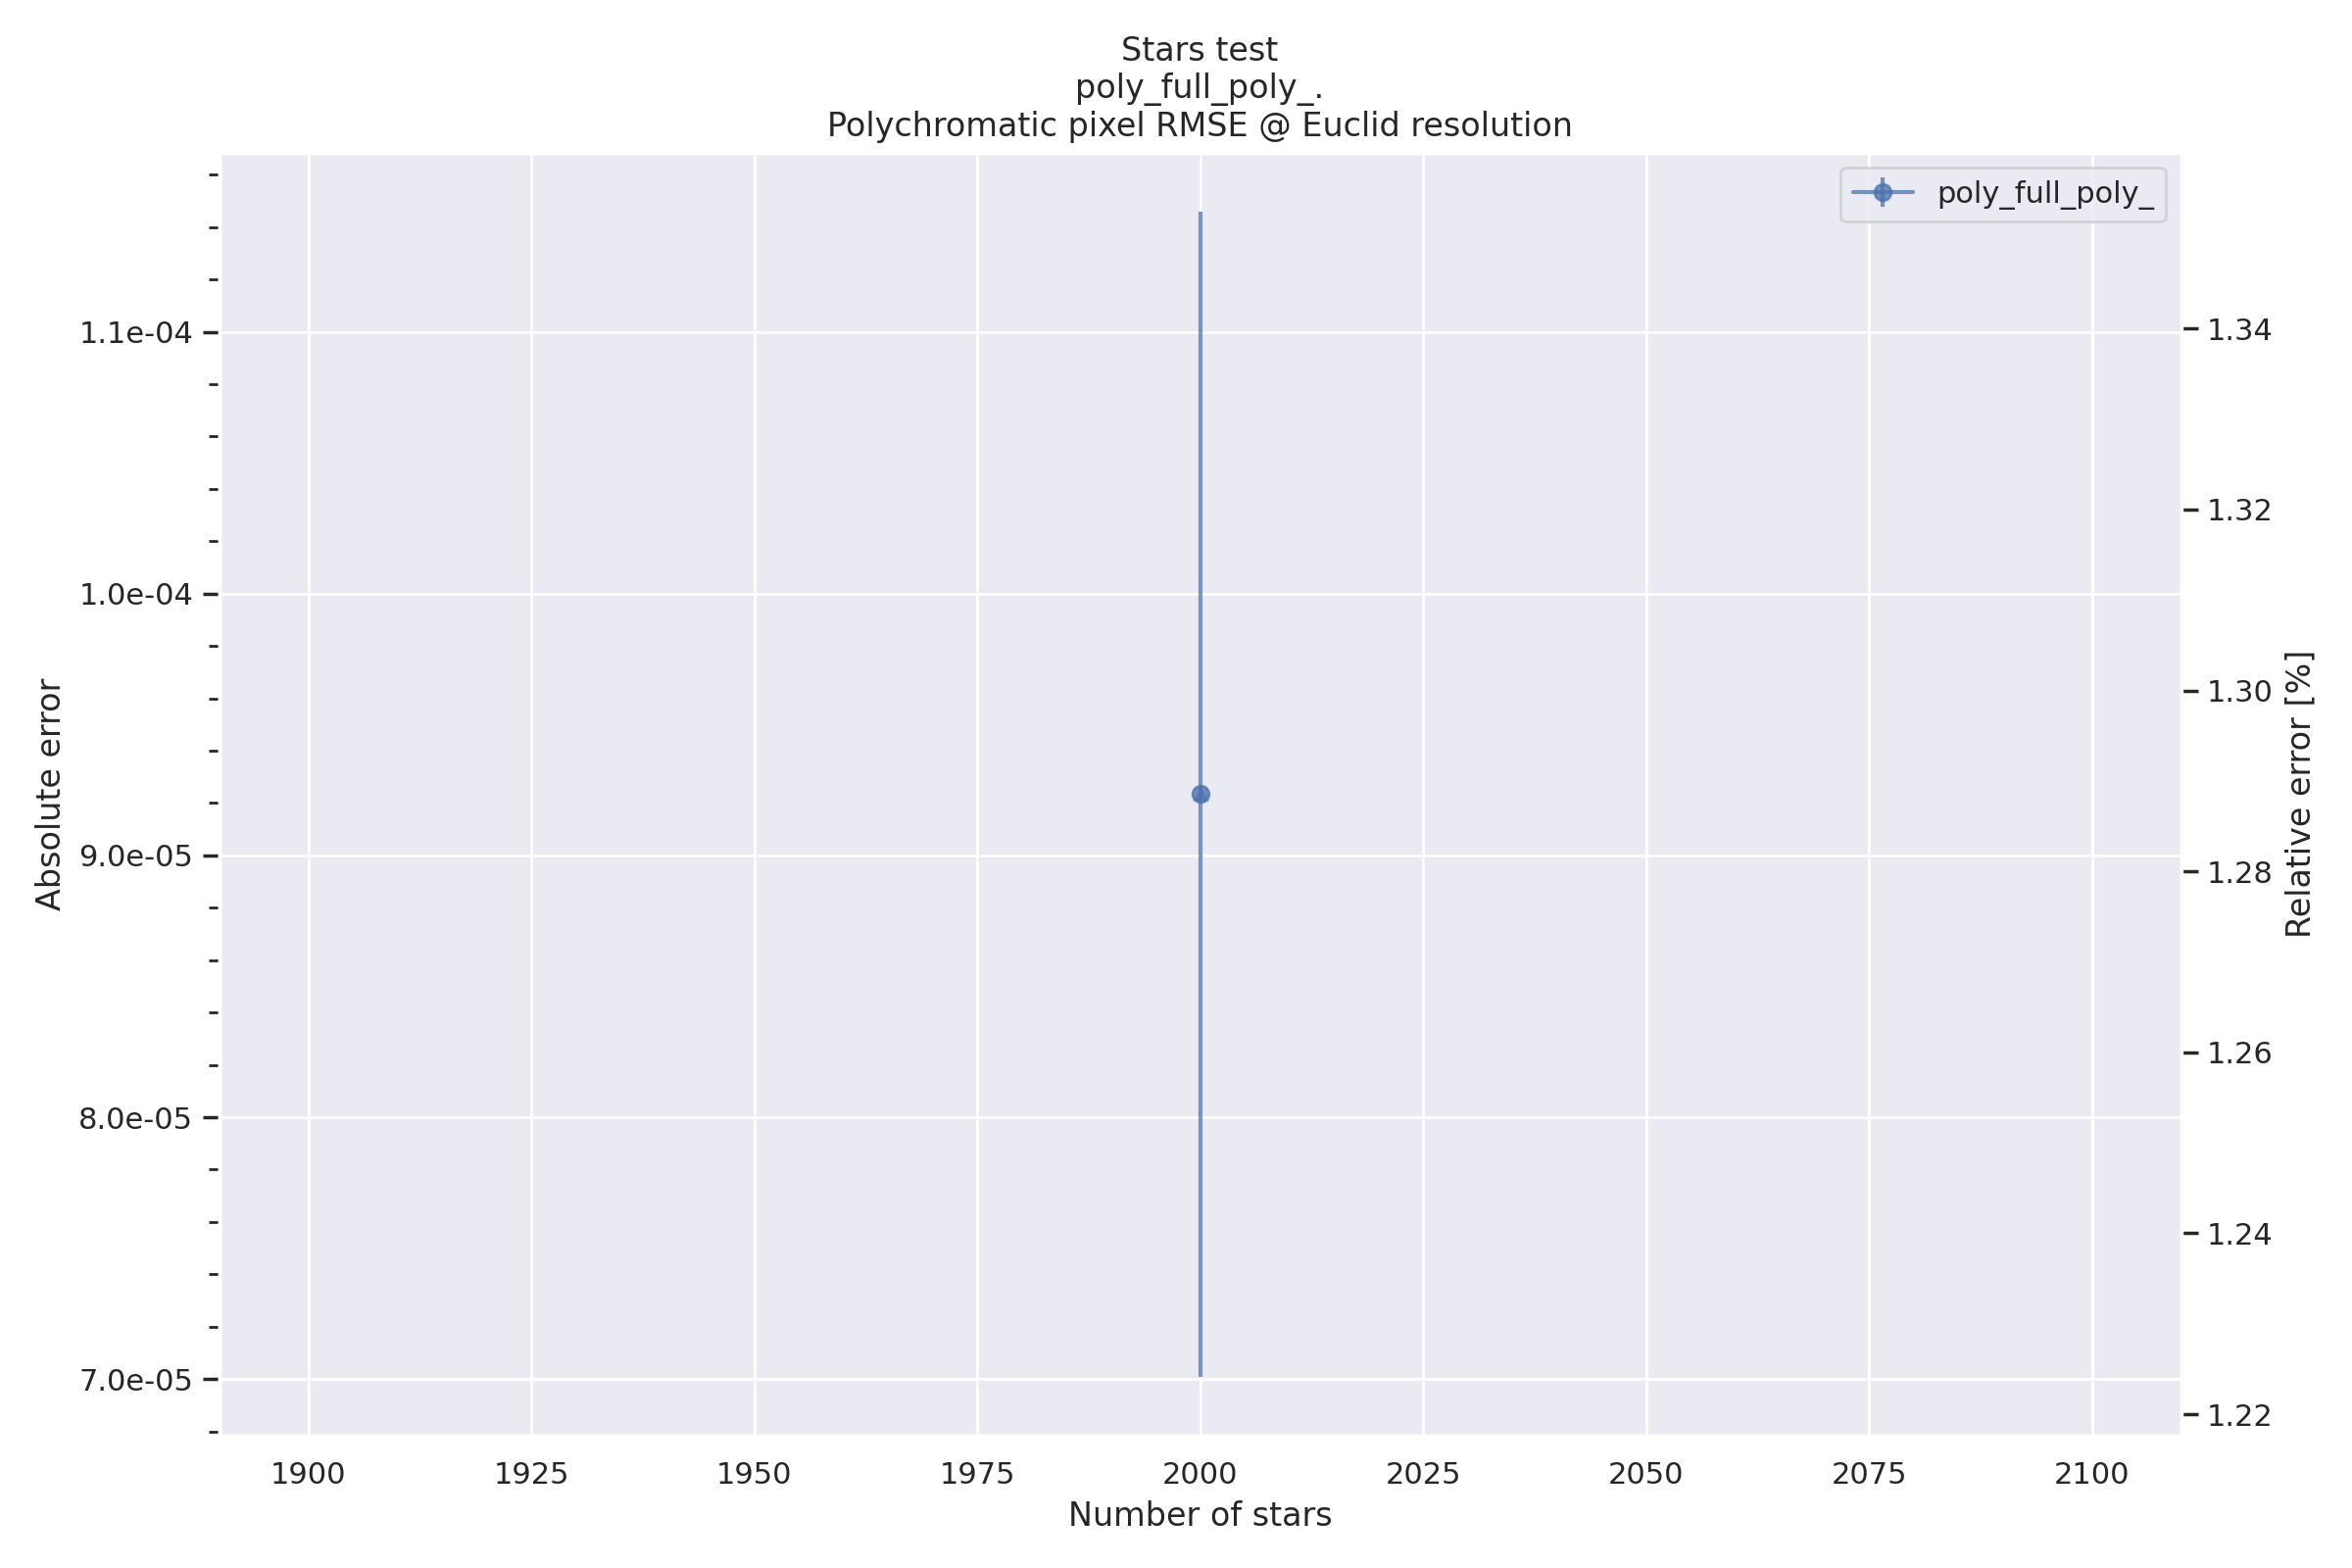 Stars test
poly_full_poly_.
Polychromatic pixel RMSE @ Euclid resolution
poly_full_poly_
1.1e-04
1.0e-04
9.0e-05
8.0e-05
7.0e-05
Absolute error
1.34
1.32
1.30
1.28
1.26
1.24
1.22
Relative error [%]
1900 1925 1950 1975 2000 2025 2050 2075 2100
Number of stars